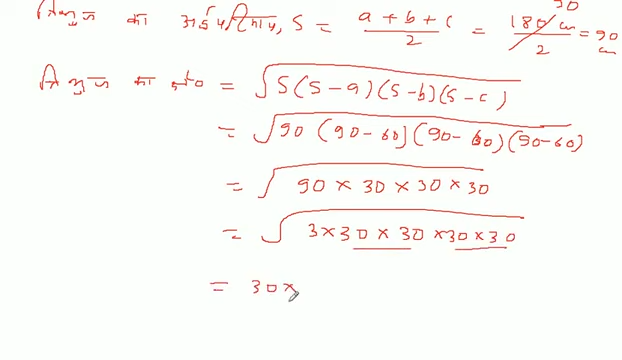 त्रिभुज का अर्द्धपरिमाप, S = a + b + c / 2 = 180 cm / 2 = 90 cm
90
त्रिभुज का क्षे० = √S(S-a)(S-b)(S-c)
= √90 (90-60) (90-60) (90-60)
= √90 × 30 × 30 × 30
= √3×30 × 30 × 30 × 30
= 30×